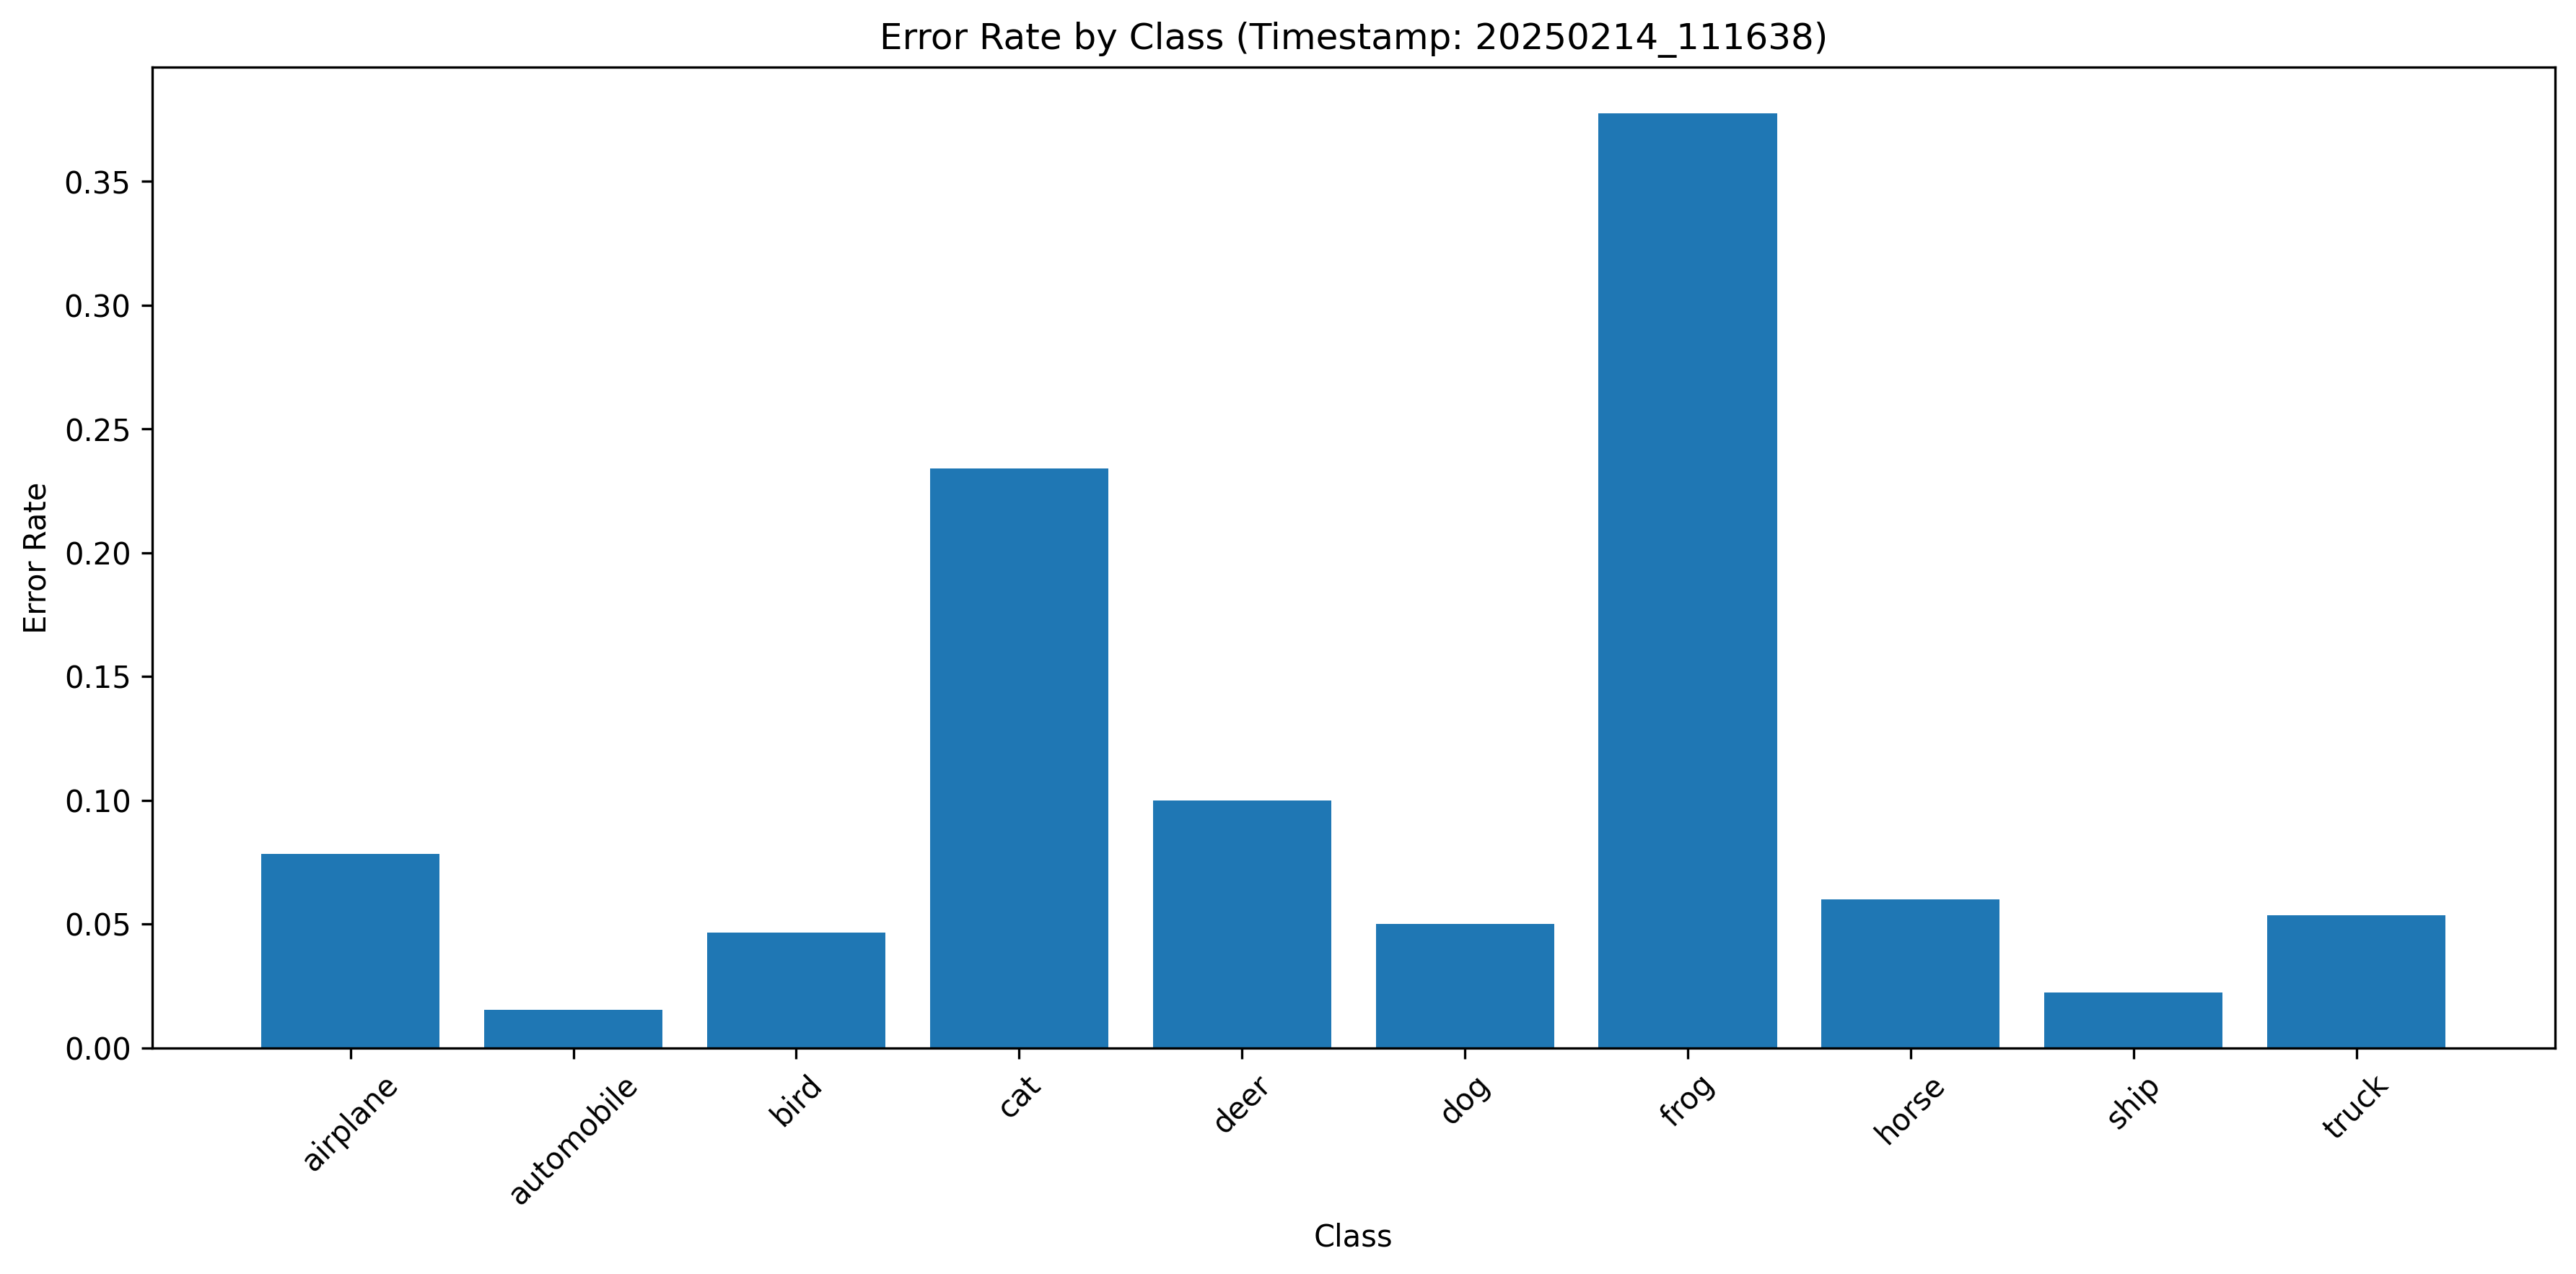 Error Rate by Class (Timestamp: 20250214_111638)
Error Rate
0.35
0.30
0.25
0.20
0.15
0.10
0.05
0.00
airplane
automobile
bird
cat
deer
dog
frog
horse
ship
truck
Class